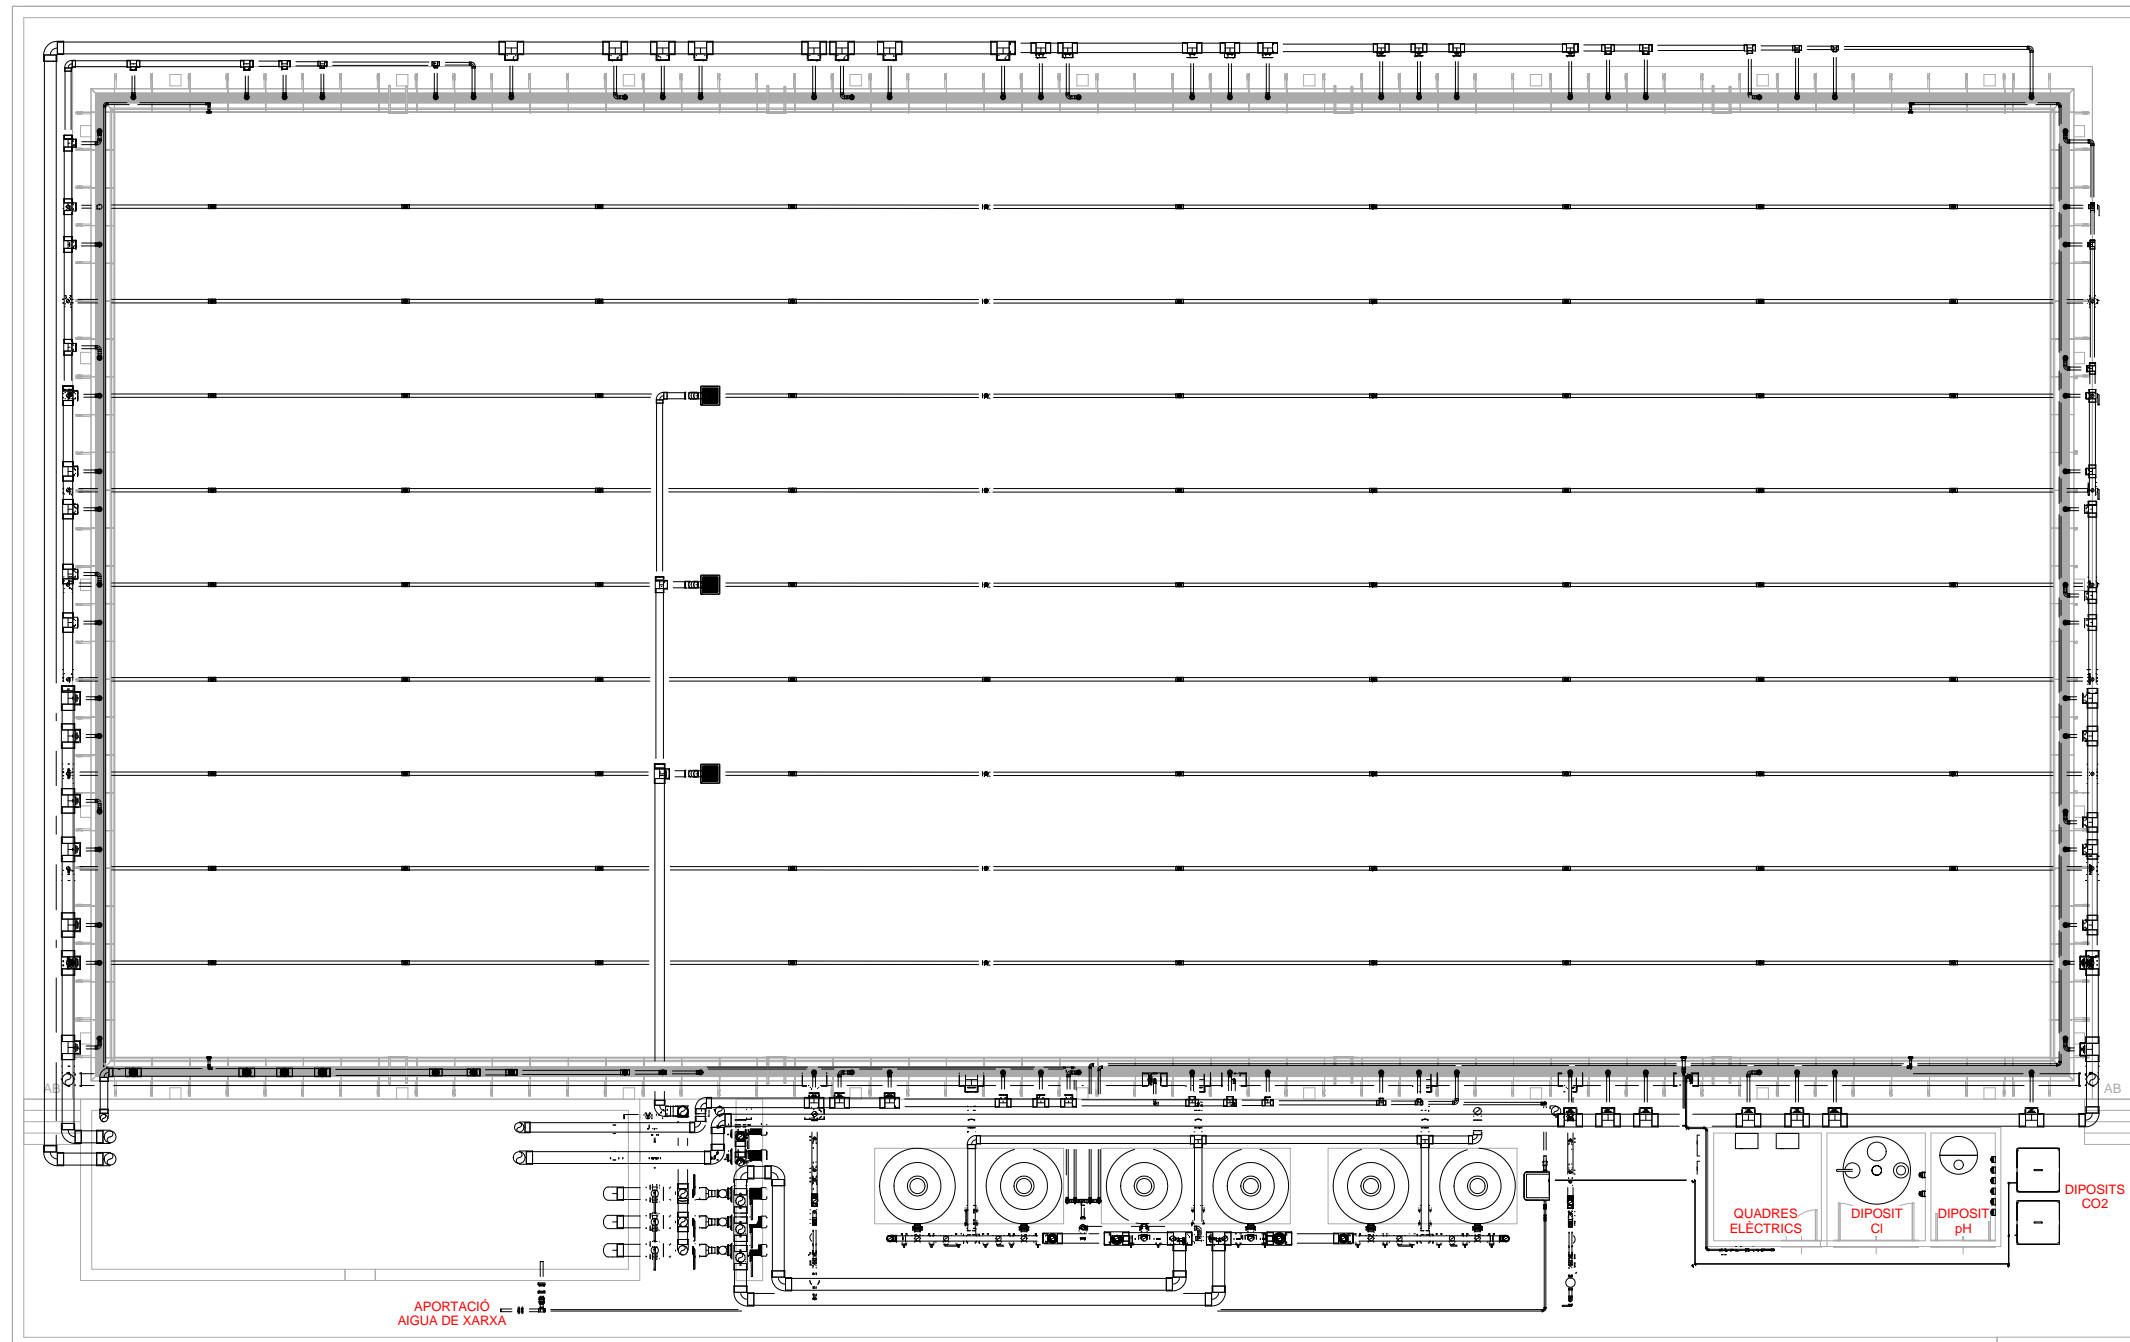 AB
AB
QUADRES
ELÈCTRICS
DIPOSIT
Cl
DIPOSIT
pH
DIPOSITS
CO2
APORTACIÓ
AIGUA DE XARXA